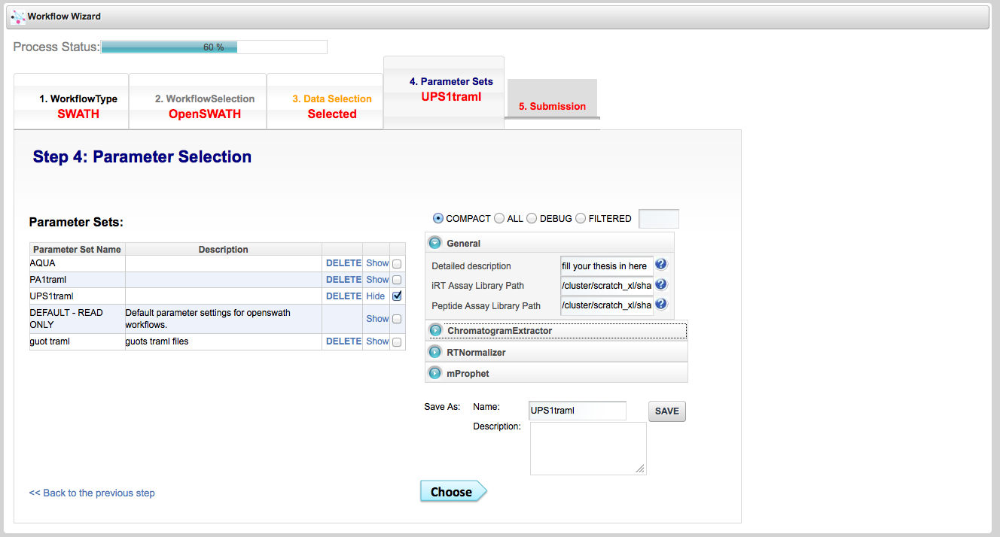 Workflow Wizard
Process Status: 60 %
1. WorkflowType
SWATH
2. WorkflowSelection
OpenSWATH
3. Data Selection
Selected
4. Parameter Sets
UPS1traml
5. Submission
Step 4: Parameter Selection
Parameter Sets:
Parameter Set Name Description
AQUA DELETE Show
PA1traml DELETE Show
UPS1traml DELETE Hide
DEFAULT - READ ONLY Default parameter settings for openswath workflows. Show
guot traml guots traml files DELETE Show
<< Back to the previous step
COMPACT ALL DEBUG FILTERED
General
Detailed description fill your thesis in here
iRT Assay Library Path /cluster/scratch_xl/sha
Peptide Assay Library Path /cluster/scratch_xl/sha
ChromatogramExtractor
RTNormalizer
mProphet
Save As: Name: UPS1traml SAVE
Description:
Choose